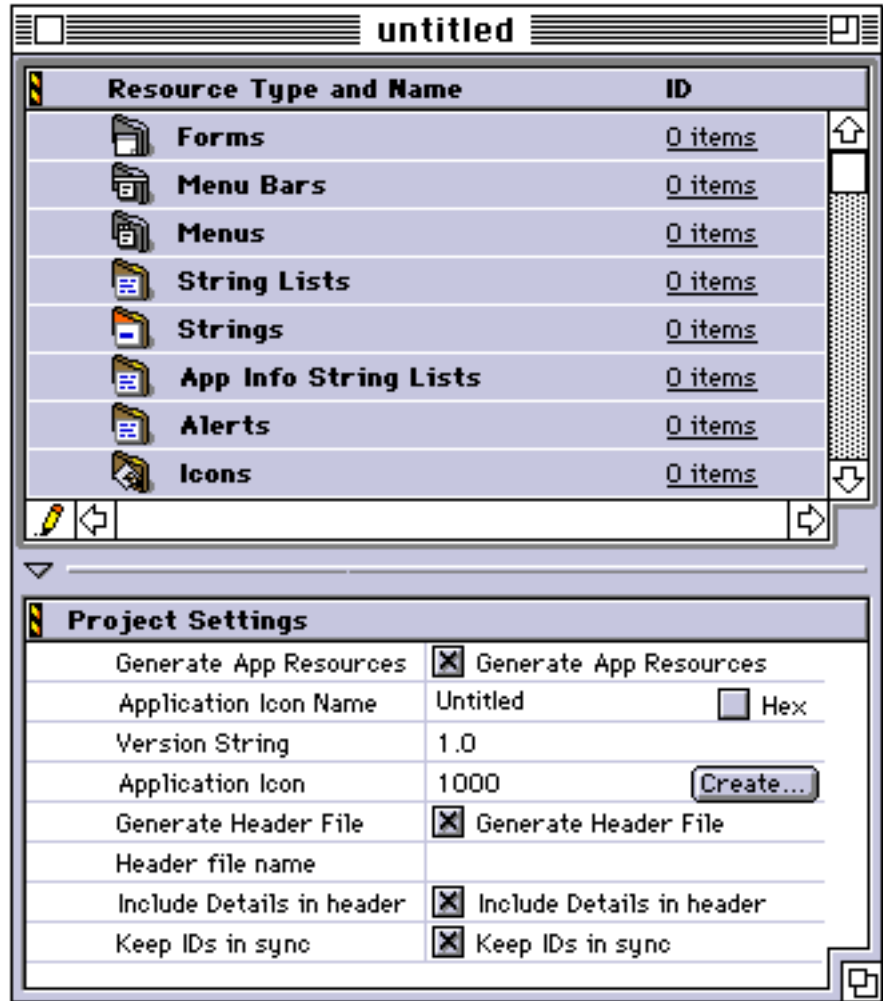 untitled
Resource Type and Name ID
Forms 0 items
Menu Bars 0 items
Menus 0 items
String Lists 0 items
Strings 0 items
App Info String Lists 0 items
Alerts 0 items
Icons 0 items
Project Settings
Generate App Resources Generate App Resources
Application Icon Name Untitled Hex
Version String 1.0
Application Icon 1000 Create...
Generate Header File Generate Header File
Header file name
Include Details in header Include Details in header
Keep IDs in sync Keep IDs in sync